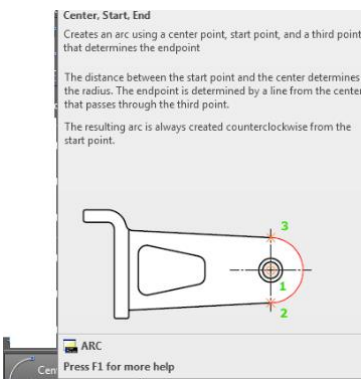 Center, Start, End
Creates an arc using a center point, start point, and a third point
that determines the endpoint
The distance between the start point and the center determines
the radius. The endpoint is determined by a line from the center
that passes through the third point.
The resulting arc is always created counterclockwise from the
start point.
3
1
2
ARC
Press F1 for more help
Cen